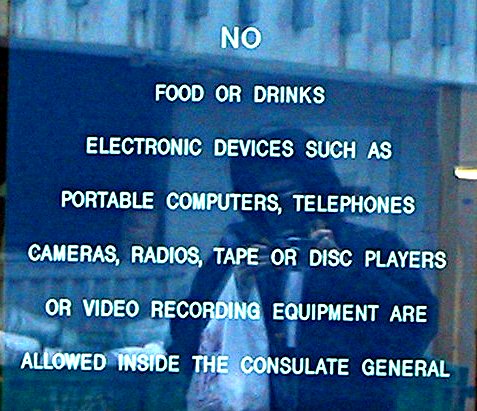 NO
FOOD OR DRINKS
ELECTRONIC DEVICES SUCH AS
PORTABLE COMPUTERS, TELEPHONES
CAMERAS, RADIOS, TAPE OR DISC PLAYERS
OR VIDEO RECORDING EQUIPMENT ARE
ALLOWED INSIDE THE CONSULATE GENERAL